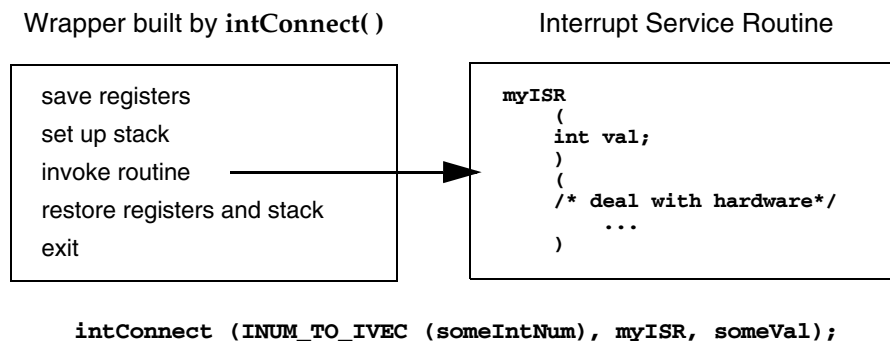 Wrapper built by intConnect( )
Interrupt Service Routine
save registers
set up stack
invoke routine
restore registers and stack
exit
myISR
(
int val;
)
(
/* deal with hardware*/
...
)
intConnect (INUM_TO_IVEC (someIntNum), myISR, someVal);